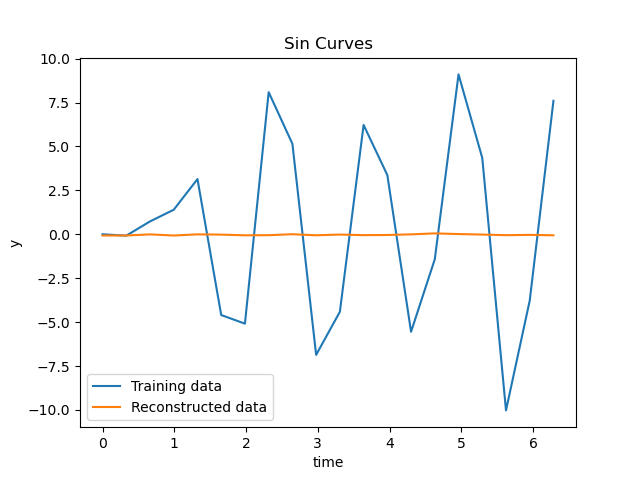 Sin Curves
10.0
7.5
5.0
2.5
0.0
−2.5
−5.0
−7.5
−10.0
y
Training data
Reconstructed data
0 1 2 3 4 5 6
time